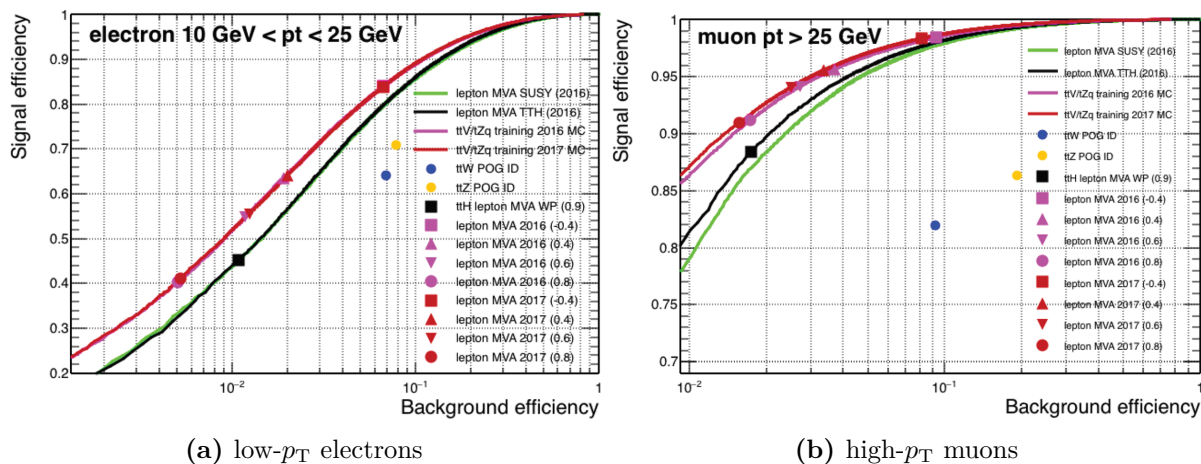 electron 10 GeV < pt < 25 GeV
Signal efficiency
1
0.9
0.8
0.7
0.6
0.5
0.4
0.3
0.2
lepton MVA SUSY (2016)
lepton MVA TTH (2016)
ttV/tZq training 2016 MC
ttV/tZq training 2017 MC
ttW POG ID
ttZ POG ID
ttH lepton MVA WP (0.9)
lepton MVA 2016 (-0.4)
lepton MVA 2016 (0.4)
lepton MVA 2016 (0.6)
lepton MVA 2016 (0.8)
lepton MVA 2017 (-0.4)
lepton MVA 2017 (0.4)
lepton MVA 2017 (0.6)
lepton MVA 2017 (0.8)
10⁻² 10⁻¹ 1
Background efficiency
(a) low-p_T electrons
muon pt > 25 GeV
Signal efficiency
1
0.95
0.9
0.85
0.8
0.75
0.7
lepton MVA SUSY (2016)
lepton MVA TTH (2016)
ttV/tZq training 2016 MC
ttV/tZq training 2017 MC
ttW POG ID
ttZ POG ID
ttH lepton MVA WP (0.9)
lepton MVA 2016 (-0.4)
lepton MVA 2016 (0.4)
lepton MVA 2016 (0.6)
lepton MVA 2016 (0.8)
lepton MVA 2017 (-0.4)
lepton MVA 2017 (0.4)
lepton MVA 2017 (0.6)
lepton MVA 2017 (0.8)
10⁻² 10⁻¹ 1
Background efficiency
(b) high-p_T muons